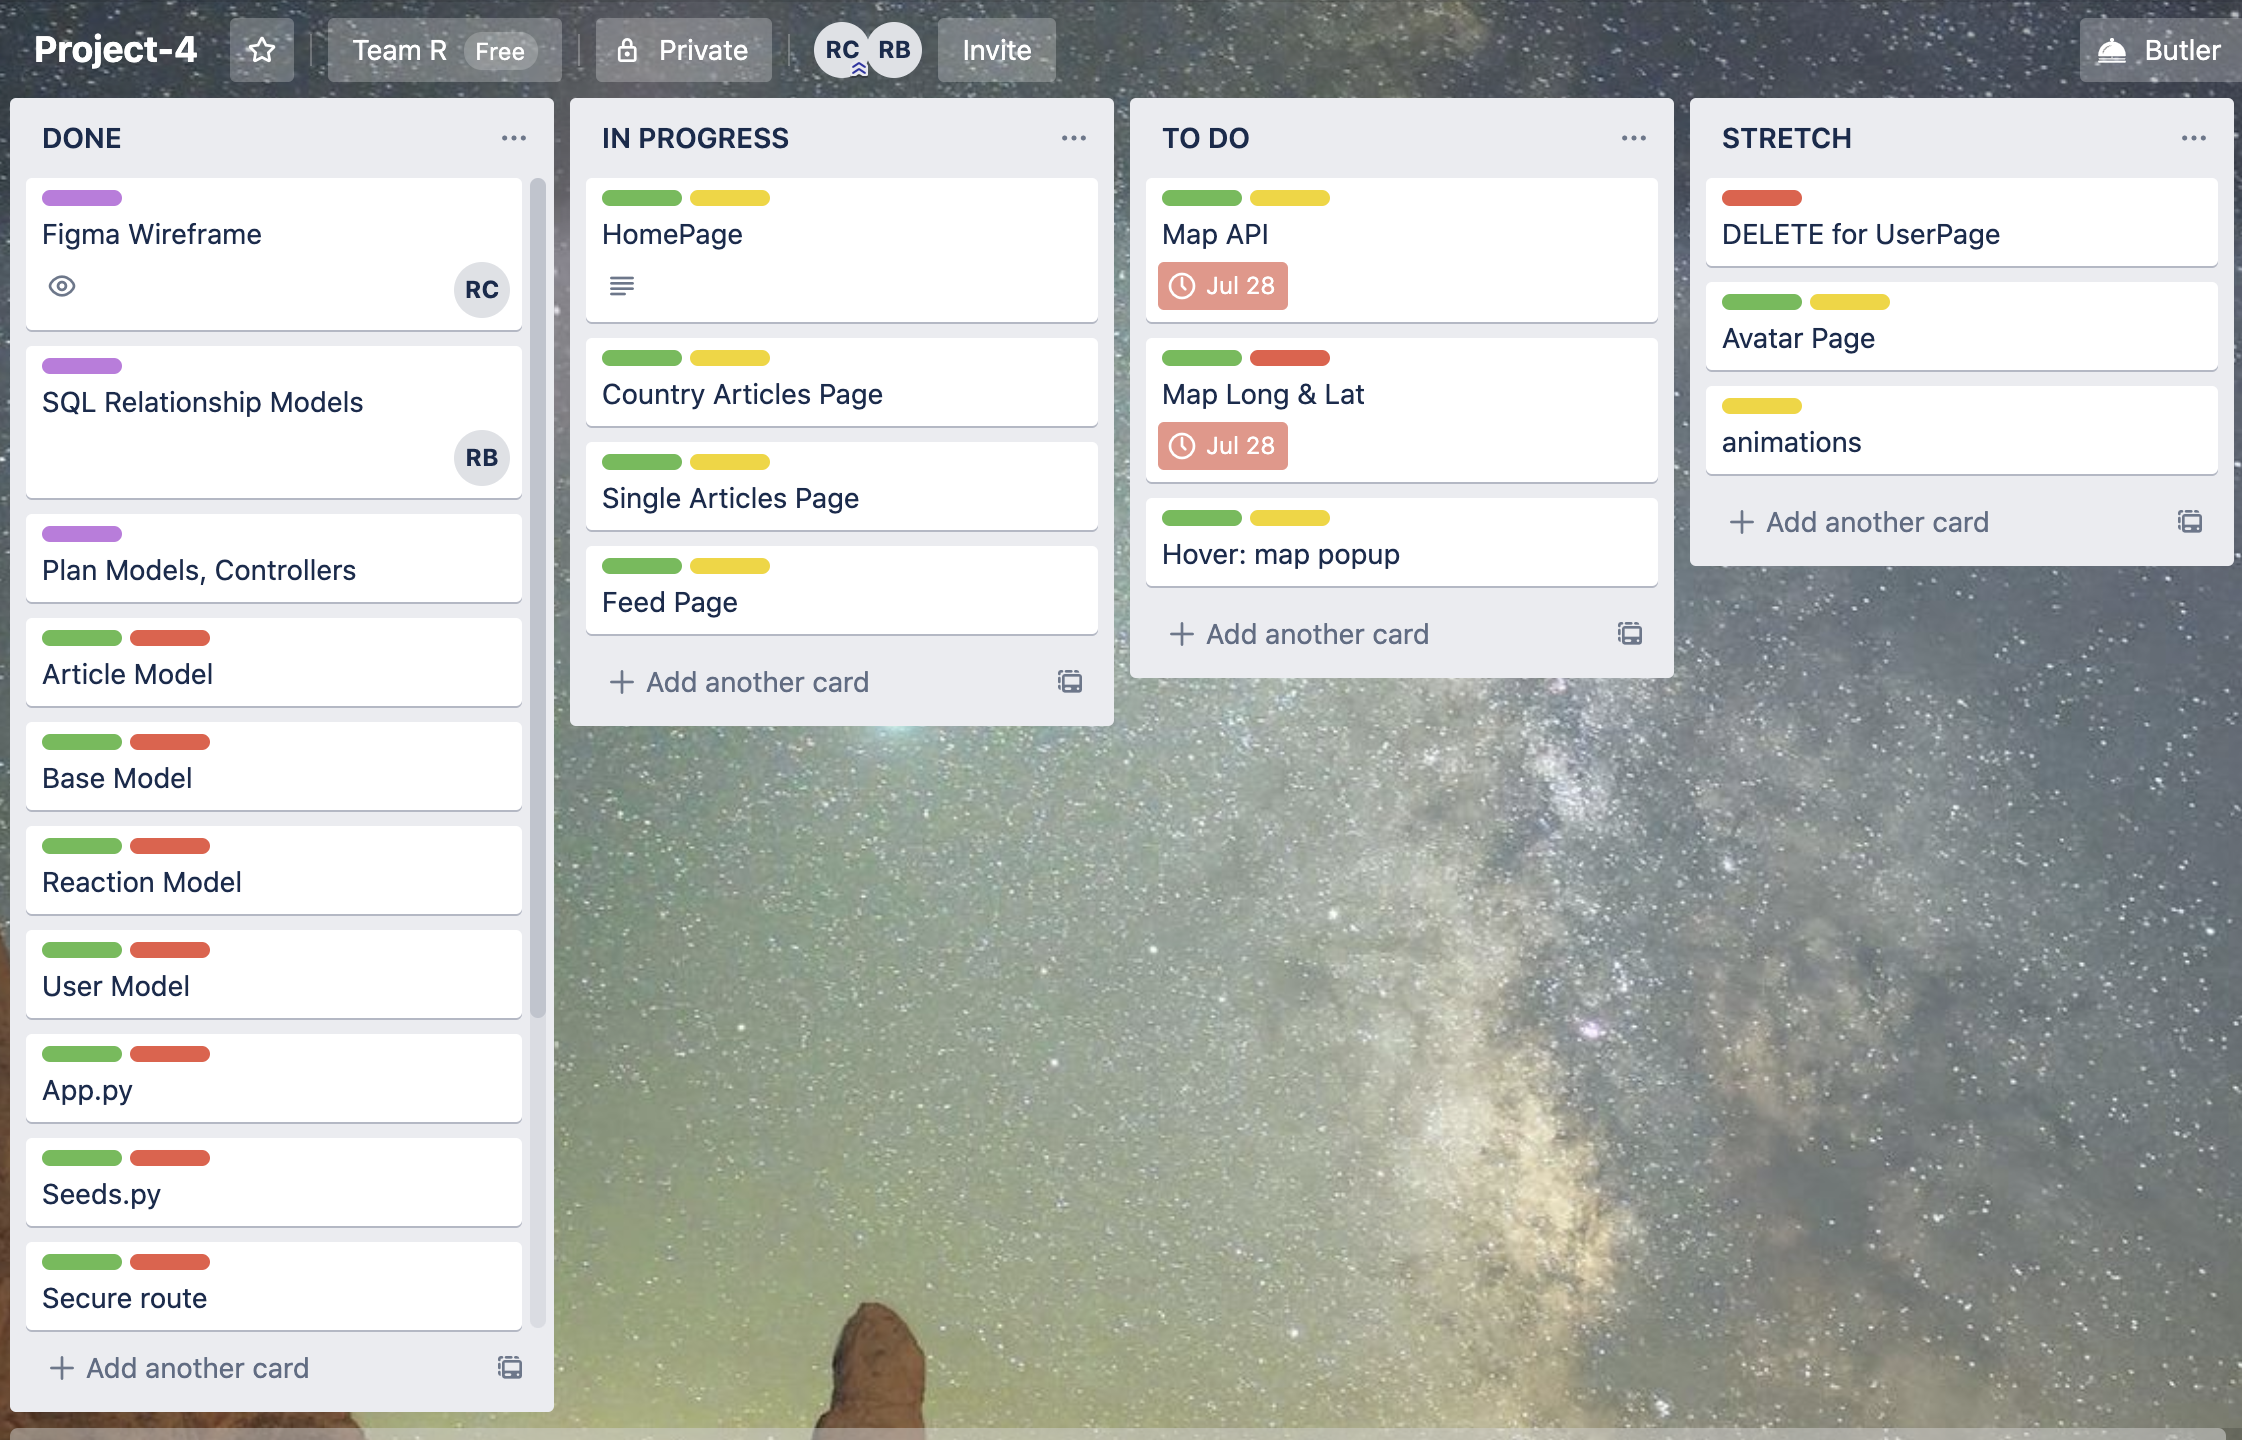 Project-4
Team R Free
Private
RC RB
Invite
Butler
DONE
Figma Wireframe
RC
SQL Relationship Models
RB
Plan Models, Controllers
Article Model
Base Model
Reaction Model
User Model
App.py
Seeds.py
Secure route
Add another card
IN PROGRESS
HomePage
Country Articles Page
Single Articles Page
Feed Page
Add another card
TO DO
Map API
Jul 28
Map Long & Lat
Jul 28
Hover: map popup
Add another card
STRETCH
DELETE for UserPage
Avatar Page
animations
Add another card